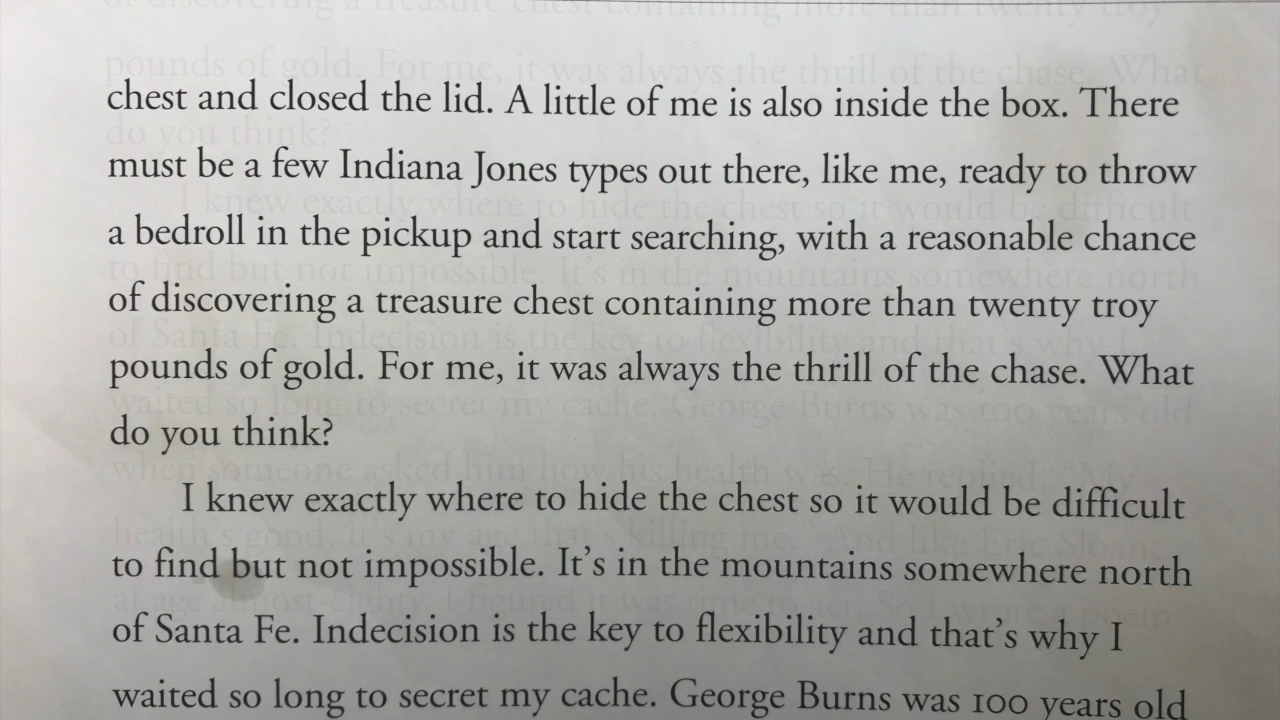 chest and closed the lid. A little of me is also inside the box. There
must be a few Indiana Jones types out there, like me, ready to throw
a bedroll in the pickup and start searching, with a reasonable chance
of discovering a treasure chest containing more than twenty troy
pounds of gold. For me, it was always the thrill of the chase. What
do you think?
I knew exactly where to hide the chest so it would be difficult
to find but not impossible. It’s in the mountains somewhere north
of Santa Fe. Indecision is the key to flexibility and that’s why I
waited so long to secret my cache. George Burns was 100 years old